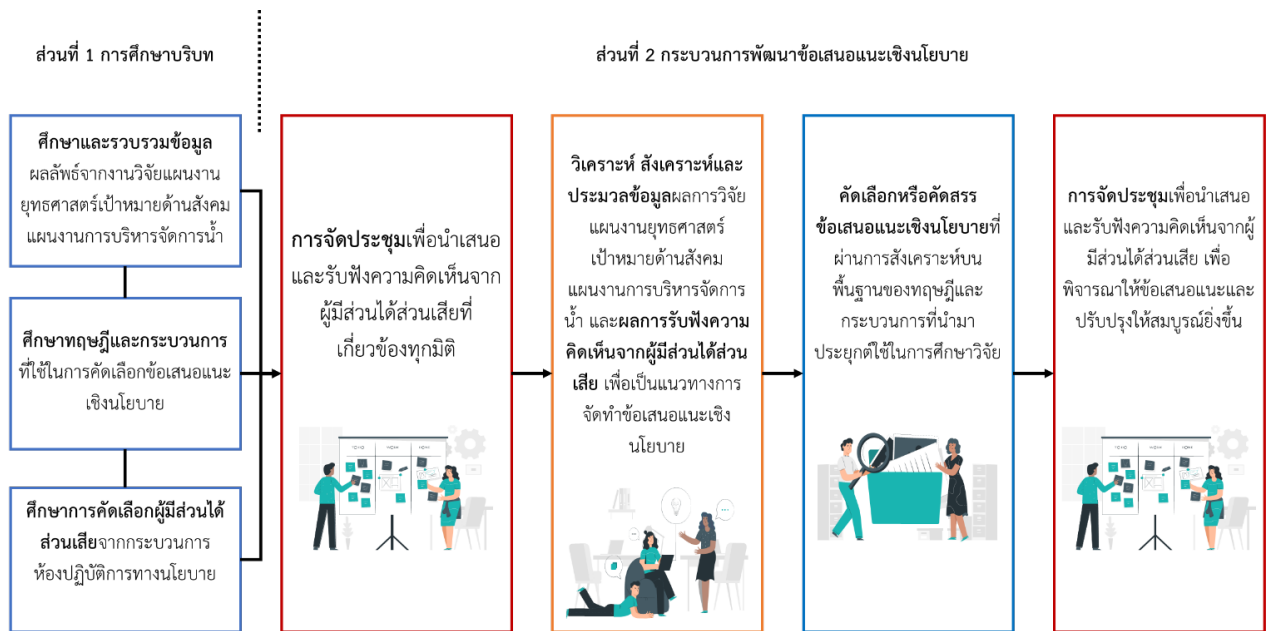 ส่วนที่ 1 การศึกษาบริบท
ส่วนที่ 2 กระบวนการพัฒนาข้อเสนอแนะเชิงนโยบาย
ศึกษาและรวบรวมข้อมูล
ผลลัพธ์จากงานวิจัยแผนงาน
ยุทธศาสตร์เป้าหมายด้านสังคม
แผนงานการบริหารจัดการน้ำ
ศึกษาทฤษฎีและกระบวนการ
ที่ใช้ในการคัดเลือกข้อเสนอแนะ
เชิงนโยบาย
ศึกษาการคัดเลือกผู้มีส่วนได้
ส่วนเสียจากกระบวนการ
ห้องปฏิบัติการทางนโยบาย
การจัดประชุมเพื่อนำเสนอ
และรับฟังความคิดเห็นจาก
ผู้มีส่วนได้ส่วนเสียที่
เกี่ยวข้องทุกมิติ
วิเคราะห์ สังเคราะห์และ
ประมวลข้อมูลผลการวิจัย
แผนงานยุทธศาสตร์
เป้าหมายด้านสังคม
แผนงานการบริหารจัดการ
น้ำ และผลการรับฟังความ
คิดเห็นจากผู้มีส่วนได้ส่วน
เสีย เพื่อเป็นแนวทางการ
จัดทำข้อเสนอแนะเชิง
นโยบาย
คัดเลือกหรือคัดสรร
ข้อเสนอแนะเชิงนโยบายที่
ผ่านการสังเคราะห์บน
พื้นฐานของทฤษฎีและ
กระบวนการที่นำมา
ประยุกต์ใช้ในการศึกษาวิจัย
การจัดประชุมเพื่อนำเสนอ
และรับฟังความคิดเห็นจากผู้
มีส่วนได้ส่วนเสีย เพื่อ
พิจารณาให้ข้อเสนอแนะและ
ปรับปรุงให้สมบูรณ์ยิ่งขึ้น